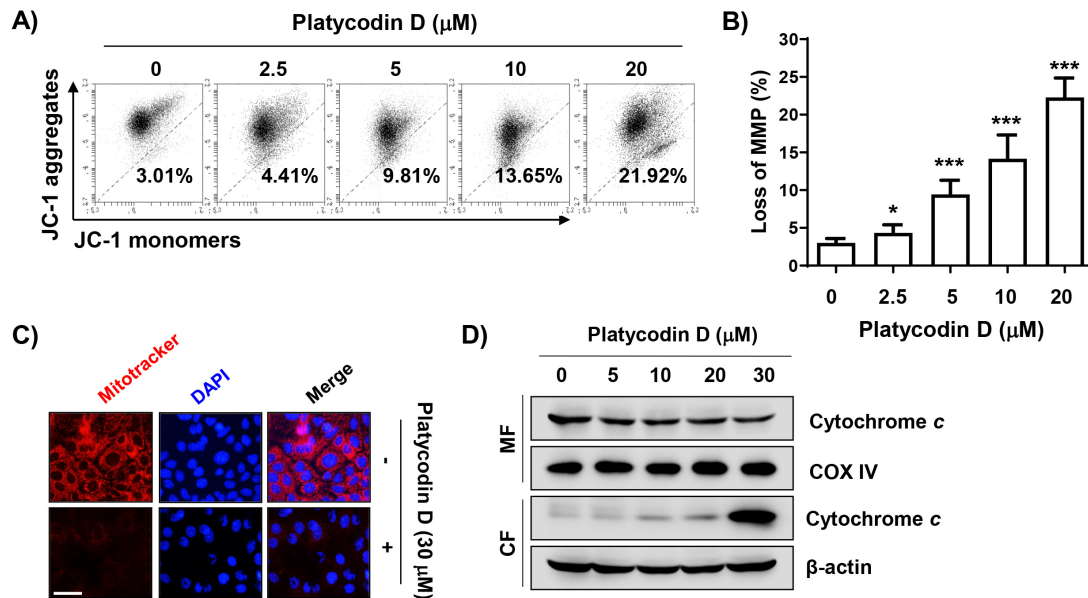 A)
Platycodin D (μM)
0 2.5 5 10 20
JC-1 aggregates
3.01% 4.41% 9.81% 13.65% 21.92%
JC-1 monomers
B)
Loss of MMP (%)
30
25
20
15
10
5
0
* *** *** ***
0 2.5 5 10 20
Platycodin D (μM)
C)
Mitotracker DAPI Merge
Platycodin D (30 μM)
-
+
D)
Platycodin D (μM)
0 5 10 20 30
MF
Cytochrome c
COX IV
CF
Cytochrome c
β-actin